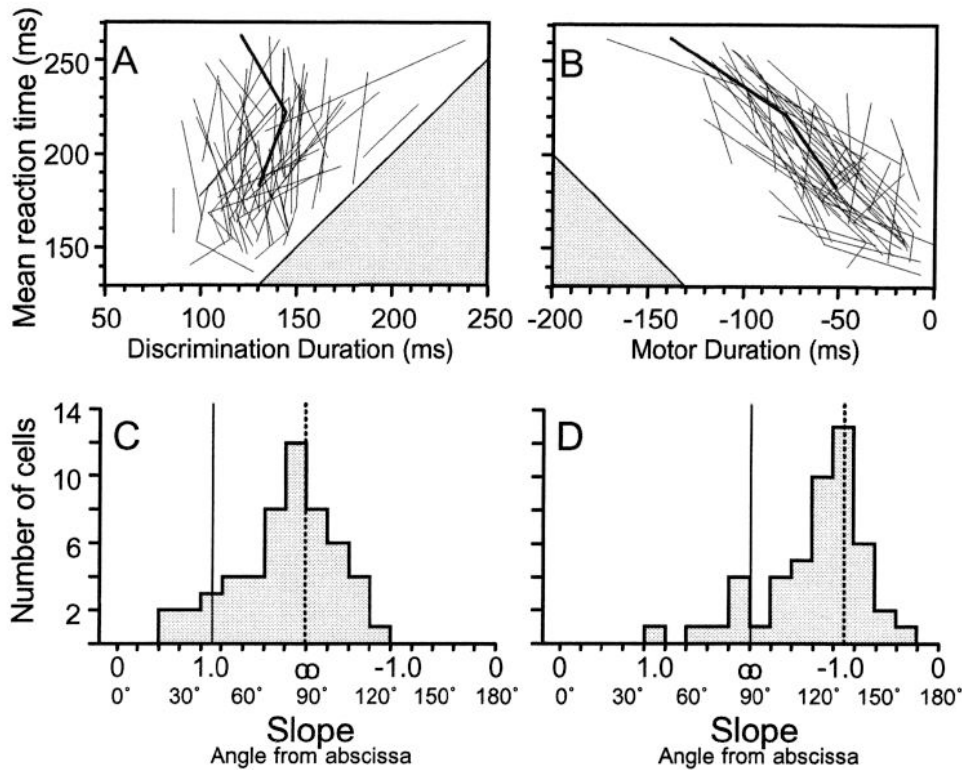 A
B
Mean reaction time (ms)
250
200
150
50 100 150 200 250
-200 -150 -100 -50 0
Discrimination Duration (ms)
Motor Duration (ms)
C
D
Number of cells
14
10
6
2
0 1.0 ∞ -1.0 0
0 1.0 ∞ -1.0 0
0° 30° 60° 90° 120° 150° 180°
0° 30° 60° 90° 120° 150° 180°
Slope
Slope
Angle from abscissa
Angle from abscissa